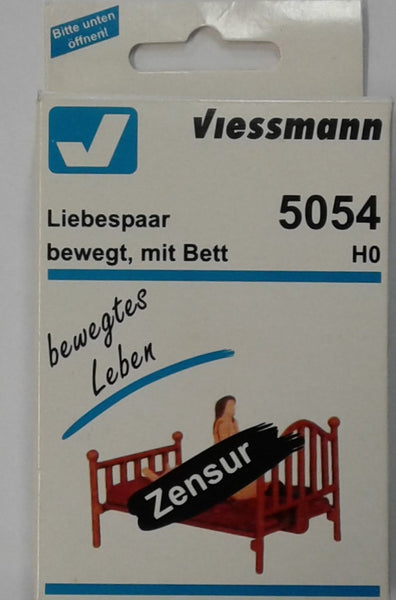 Bitte unten
öffnen!
Viessmann
Liebespaar
5054
bewegt, mit Bett
H0
bewegtes
Leben
Zensur